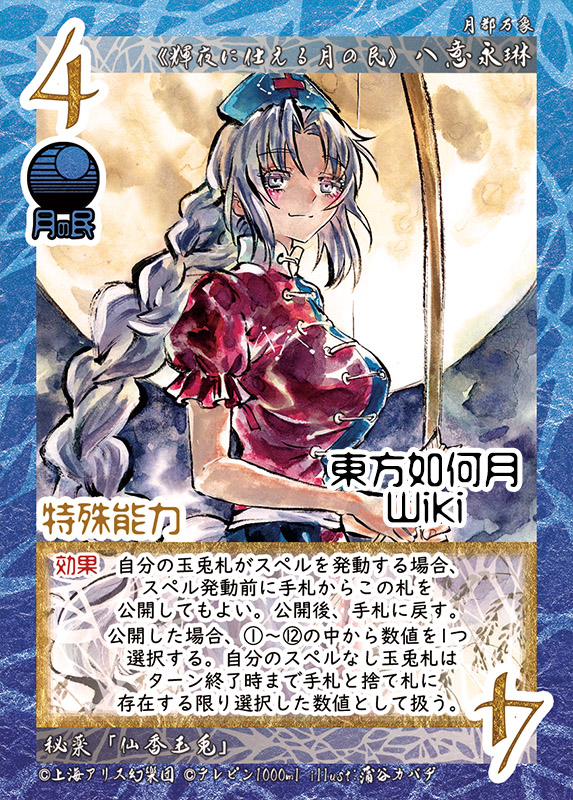 月都万象
4
《輝夜に仕える月の民》 八意永琳
月の民
東方如何月
Wiki
特殊能力
効果
自分の玉兎札がスペルを発動する場合、
スペル発動前に手札からこの札を
公開してもよい。公開後、手札に戻す。
公開した場合、①～⑫の中から数値を1つ
選択する。自分のスペルなし玉兎札は
ターン終了時まで手札と捨て札に
存在する限り選択した数値として扱う。
4
秘薬「仙香玉兎」
©上海アリス幻樂団 ©テレピン1000ml illust:蒲谷カバヂ